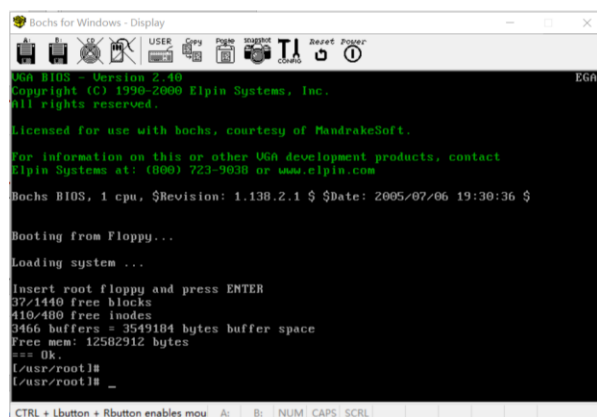 Bochs for Windows - Display
A: B: CD USER Copy Paste snapshot CONFIG Reset Power
VGA BIOS - Version 2.40 EGA
Copyright (C) 1990-2000 Elpin Systems, Inc.
All rights reserved.
Licensed for use with bochs, courtesy of MandrakeSoft.
For information on this or other VGA development products, contact
Elpin Systems at: (800) 723-9038 or www.elpin.com
Bochs BIOS, 1 cpu, $Revision: 1.138.2.1 $ $Date: 2005/07/06 19:30:36 $
Booting from Floppy...
Loading system ...
Insert root floppy and press ENTER
37/1440 free blocks
410/480 free inodes
3466 buffers = 3549184 bytes buffer space
Free mem: 12582912 bytes
=== Ok.
[/usr/root]#
[/usr/root]# _
CTRL + Lbutton + Rbutton enables mou A: B: NUM CAPS SCRL